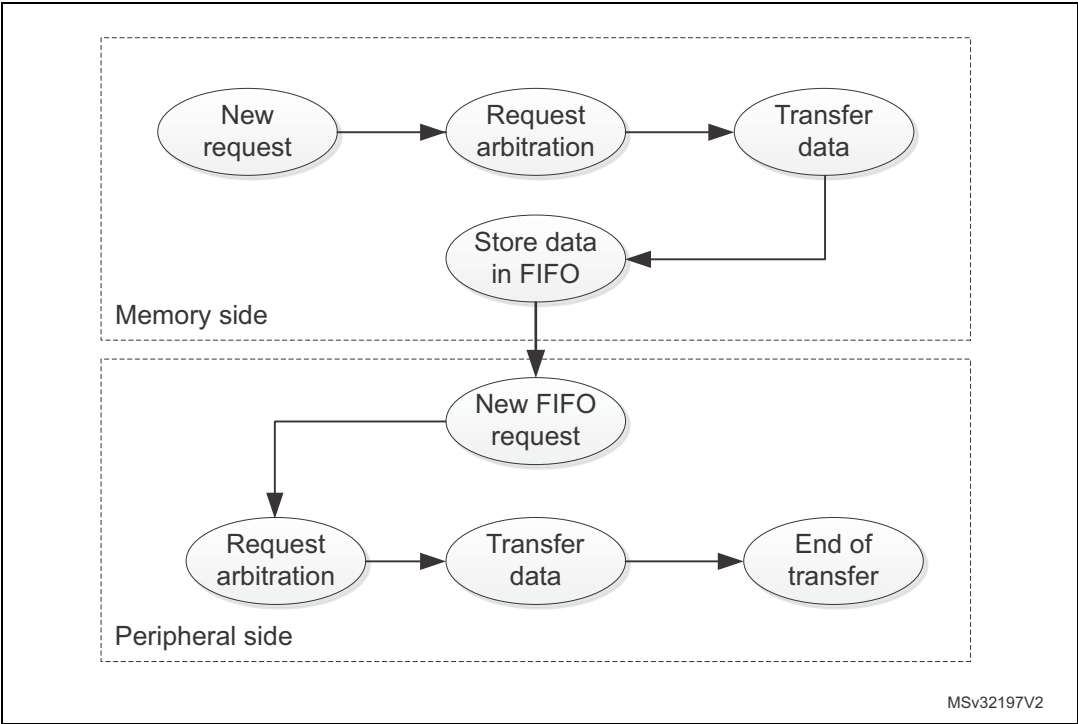 New
request
Request
arbitration
Transfer
data
Store data
in FIFO
Memory side
New FIFO
request
Request
arbitration
Transfer
data
End of
transfer
Peripheral side
MSv32197V2